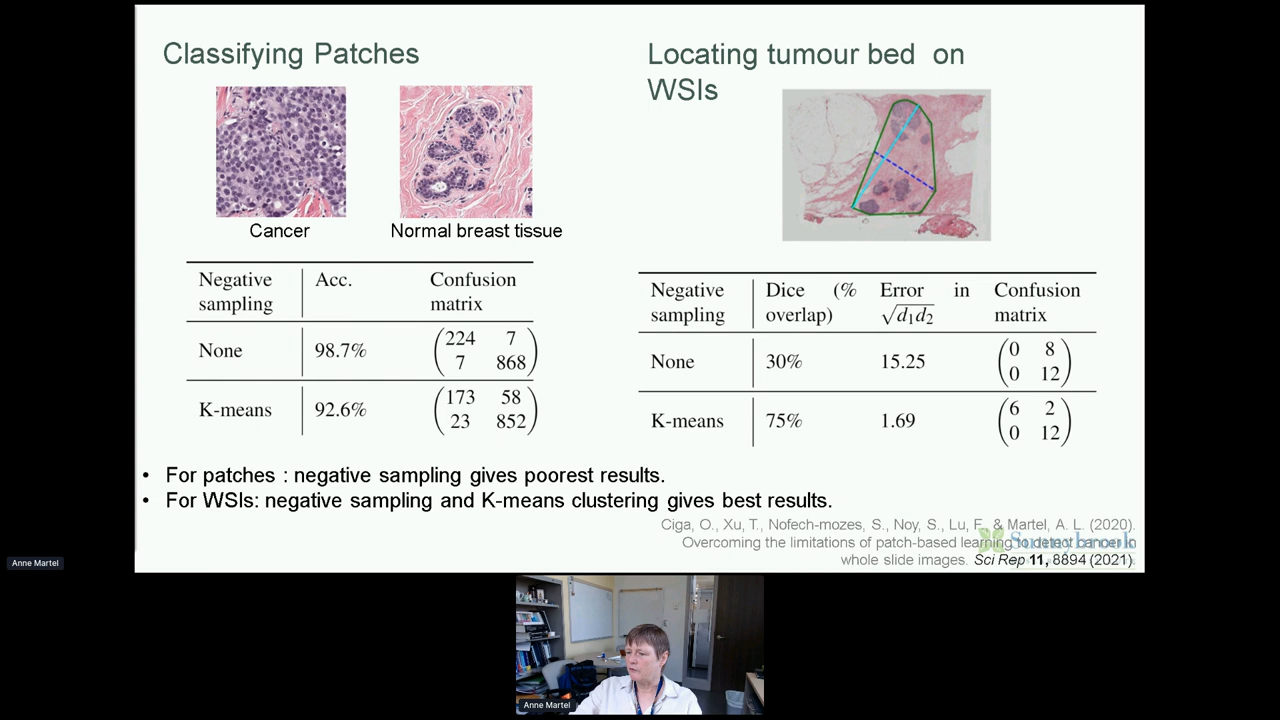 Classifying Patches
Cancer
Normal breast tissue
Negative sampling | Acc. | Confusion matrix
None | 98.7% | (224 7
7 868)
K-means | 92.6% | (173 58
23 852)
Locating tumour bed on
WSIs
Negative sampling | Dice (% overlap) | Error in √d₁d₂ | Confusion matrix
None | 30% | 15.25 | (0 8
0 12)
K-means | 75% | 1.69 | (6 2
0 12)
• For patches : negative sampling gives poorest results.
• For WSIs: negative sampling and K-means clustering gives best results.
Ciga, O., Xu, T., Nofech-mozes, S., Noy, S., Lu, F., & Martel, A. L. (2020).
Overcoming the limitations of patch-based learning to detect cancer in
whole slide images. Sci Rep 11, 8894 (2021).
Sunnybrook
Anne Martel
Anne Martel